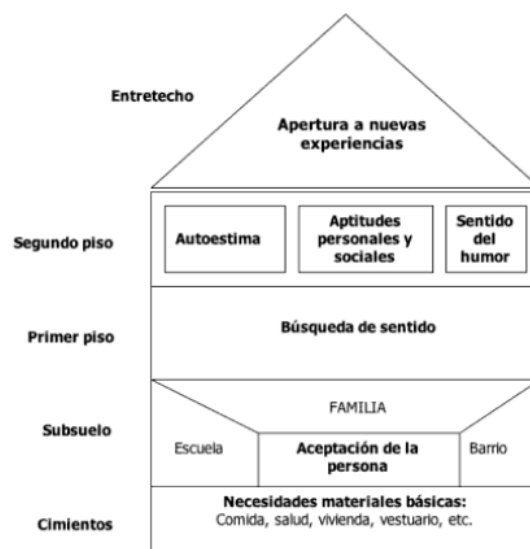 Entretecho
Apertura a nuevas
experiencias
Segundo piso
Autoestima
Aptitudes
personales y
sociales
Sentido
del
humor
Primer piso
Búsqueda de sentido
Subsuelo
FAMILIA
Escuela
Aceptación de la
persona
Barrio
Cimientos
Necesidades materiales básicas:
Comida, salud, vivienda, vestuario, etc.